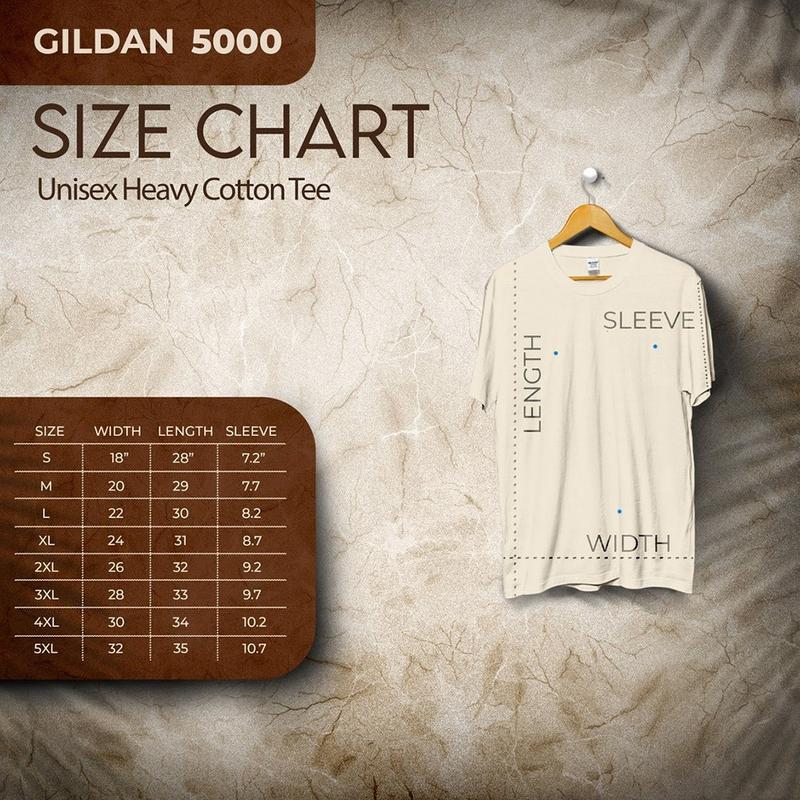 GILDAN 5000
SIZE CHART
Unisex Heavy Cotton Tee
SLEEVE
LENGTH
WIDTH
SIZE WIDTH LENGTH SLEEVE
S 18” 28” 7.2”
M 20 29 7.7
L 22 30 8.2
XL 24 31 8.7
2XL 26 32 9.2
3XL 28 33 9.7
4XL 30 34 10.2
5XL 32 35 10.7